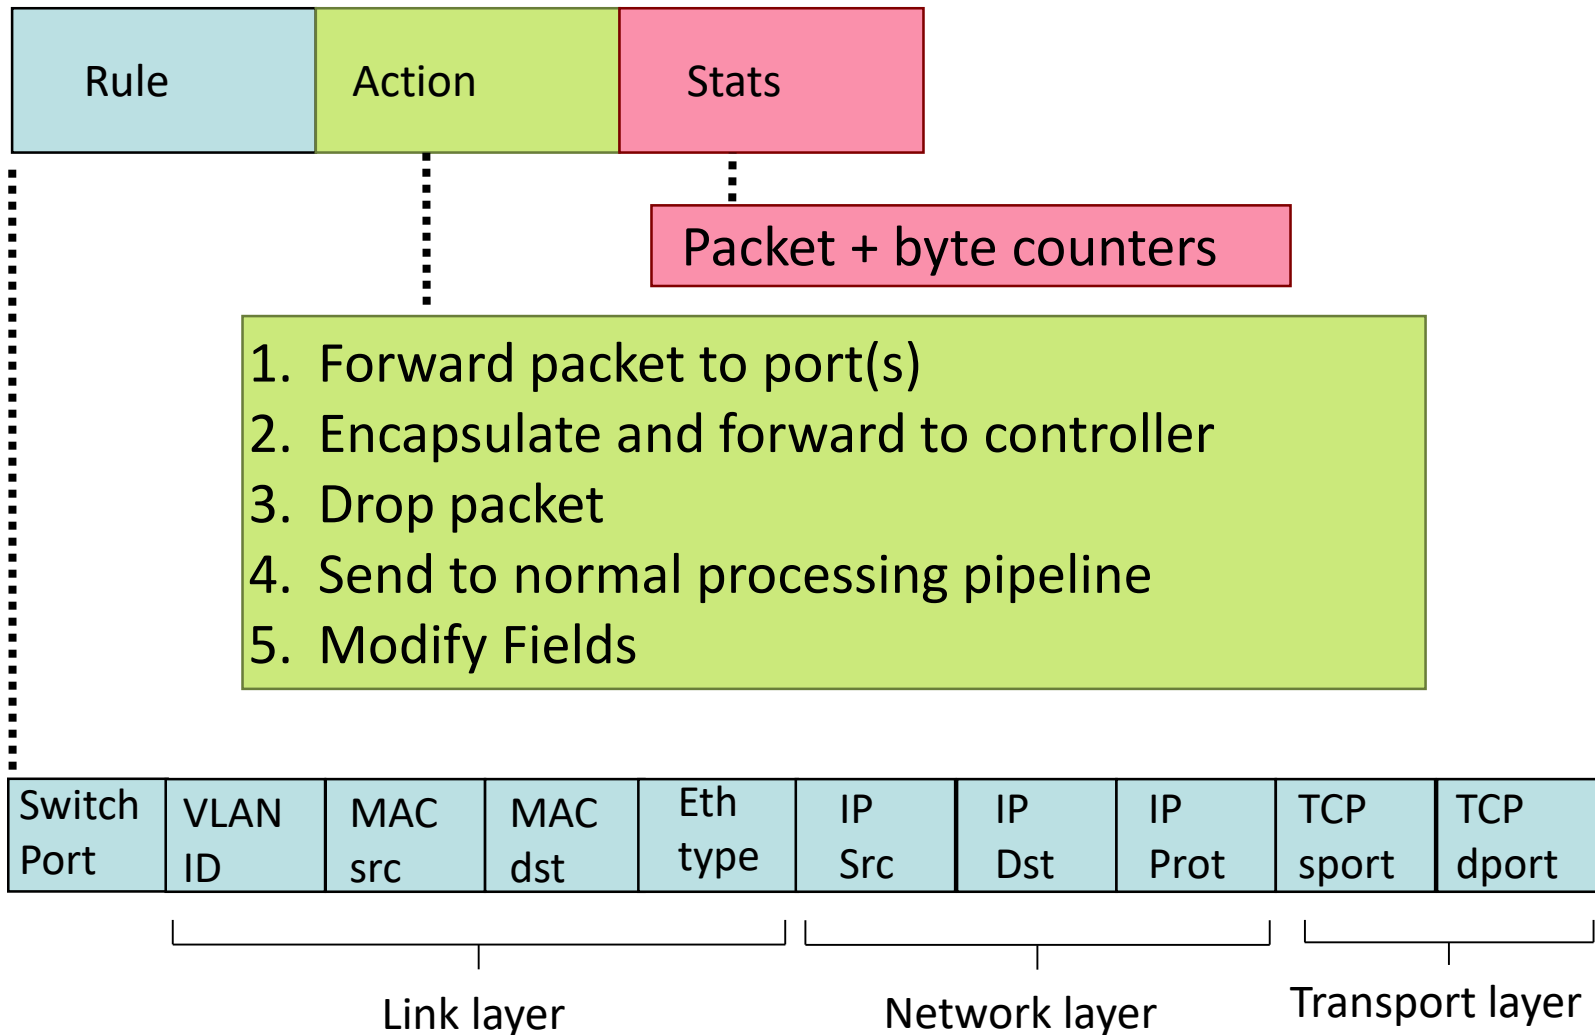 Rule
Action
Stats
Packet + byte counters
1. Forward packet to port(s)
2. Encapsulate and forward to controller
3. Drop packet
4. Send to normal processing pipeline
5. Modify Fields
Switch
Port
VLAN
ID
MAC
src
MAC
dst
Eth
type
IP
Src
IP
Dst
IP
Prot
TCP
sport
TCP
dport
Link layer
Network layer
Transport layer